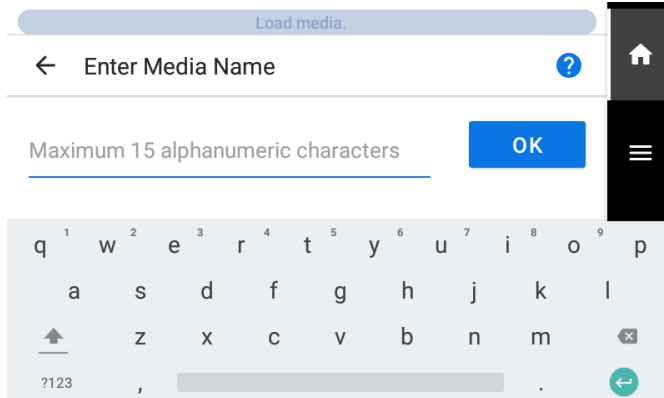 Load media.
Enter Media Name
?
Maximum 15 alphanumeric characters
OK
q 1 w 2 e 3 r 4 t 5 y 6 u 7 i 8 o 9 p
a s d f g h j k l
z x c v b n m
?123 , .